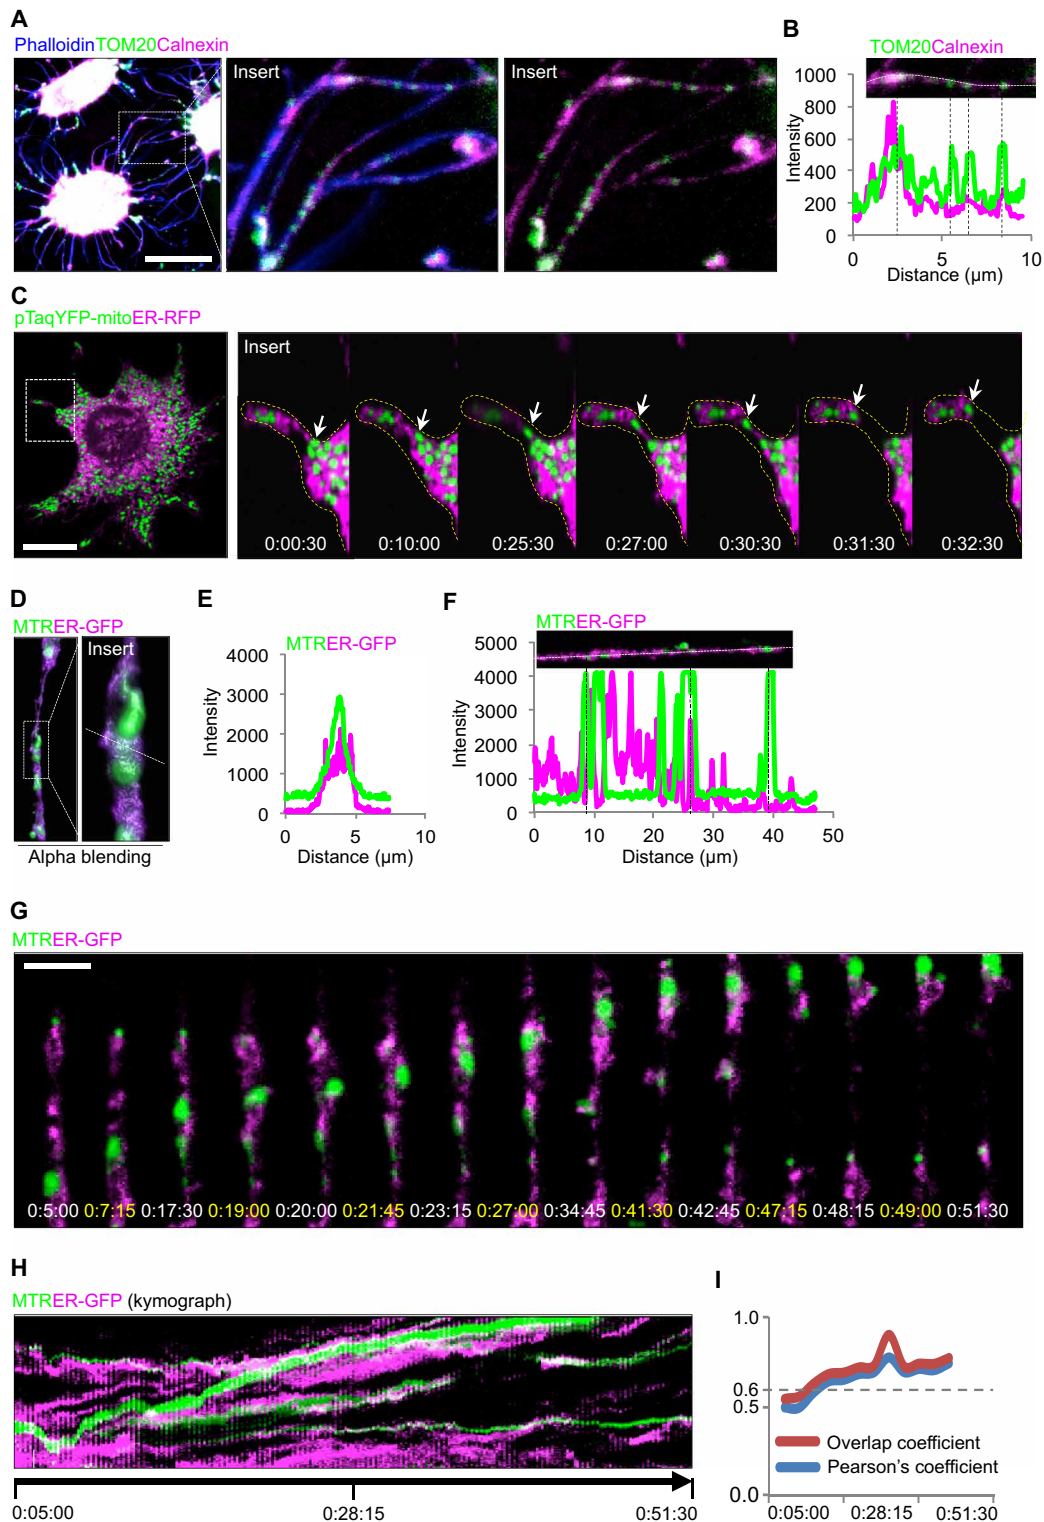 A
PhalloidinTOM20Calnexin
Insert
Insert
B
TOM20Calnexin
1000
800
600
400
200
0
Intensity
0 5 10
Distance (µm)
C
pTaqYFP-mitoER-RFP
Insert
0:00:30 0:10:00 0:25:30 0:27:00 0:30:30 0:31:30 0:32:30
D
MTRER-GFP
Insert
Alpha blending
E
MTRER-GFP
4000
3000
2000
1000
0
Intensity
0 5 10
Distance (µm)
F
MTRER-GFP
5000
4000
3000
2000
1000
0
Intensity
0 10 20 30 40 50
Distance (µm)
G
MTRER-GFP
0:5:00 0:7:15 0:17:30 0:19:00 0:20:00 0:21:45 0:23:15 0:27:00 0:34:45 0:41:30 0:42:45 0:47:15 0:48:15 0:49:00 0:51:30
H
MTRER-GFP (kymograph)
0:05:00 0:28:15 0:51:30
I
1.0
0.6
0.5
0.0
Overlap coefficient
Pearson's coefficient
0:05:00 0:28:15 0:51:30